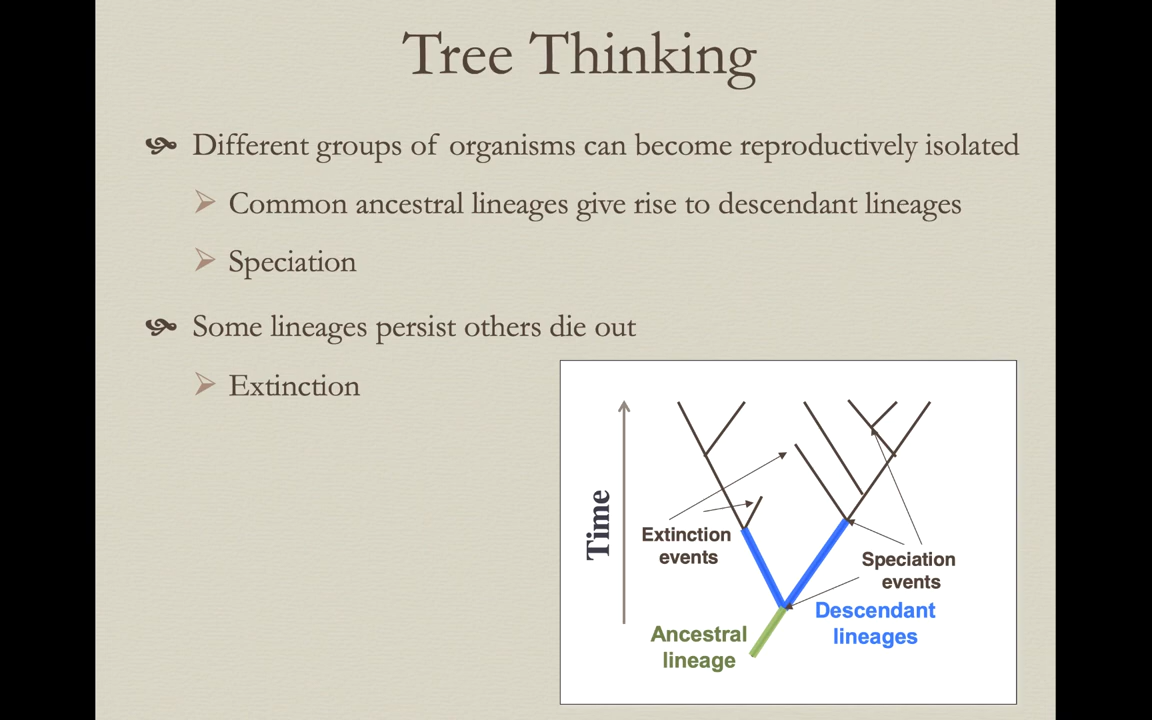 Tree Thinking
Different groups of organisms can become reproductively isolated
Common ancestral lineages give rise to descendant lineages
Speciation
Some lineages persist others die out
Extinction
Time
Extinction
events
Speciation
events
Descendant
lineages
Ancestral
lineage